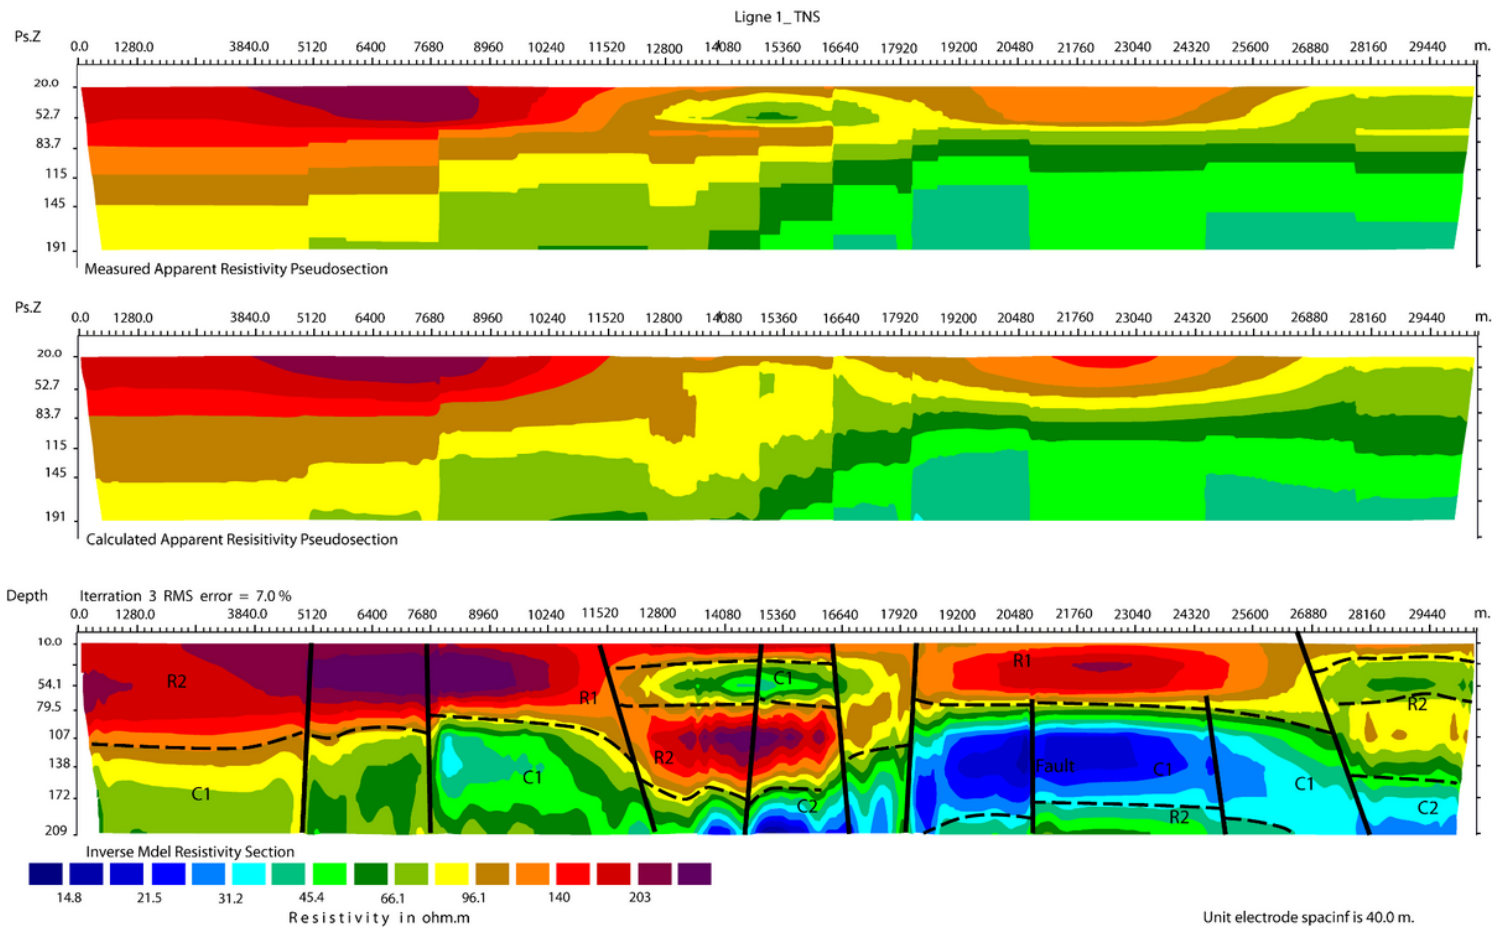 Ligne 1_ TNS
Ps.Z
0.0 1280.0 3840.0 5120 6400 7680 8960 10240 11520 12800 14080 15360 16640 17920 19200 20480 21760 23040 24320 25600 26880 28160 29440 m.
20.0
52.7
83.7
115
145
191
Measured Apparent Resistivity Pseudosection
Ps.Z
0.0 1280.0 3840.0 5120 6400 7680 8960 10240 11520 12800 14080 15360 16640 17920 19200 20480 21760 23040 24320 25600 26880 28160 29440 m.
20.0
52.7
83.7
115
145
191
Calculated Apparent Resisitivity Pseudosection
Depth Iterration 3 RMS error = 7.0 %
0.0 1280.0 3840.0 5120 6400 7680 8960 10240 11520 12800 14080 15360 16640 17920 19200 20480 21760 23040 24320 25600 26880 28160 29440 m.
10.0
R1
54.1 R2 C1
79.5 R1 R2
107
R2 Fault C1
138 C1 C1
172 C1 C2 C2
R2
209
Inverse Mdel Resistivity Section
14.8 21.5 31.2 45.4 66.1 96.1 140 203
Resistivity in ohm.m
Unit electrode spacinf is 40.0 m.